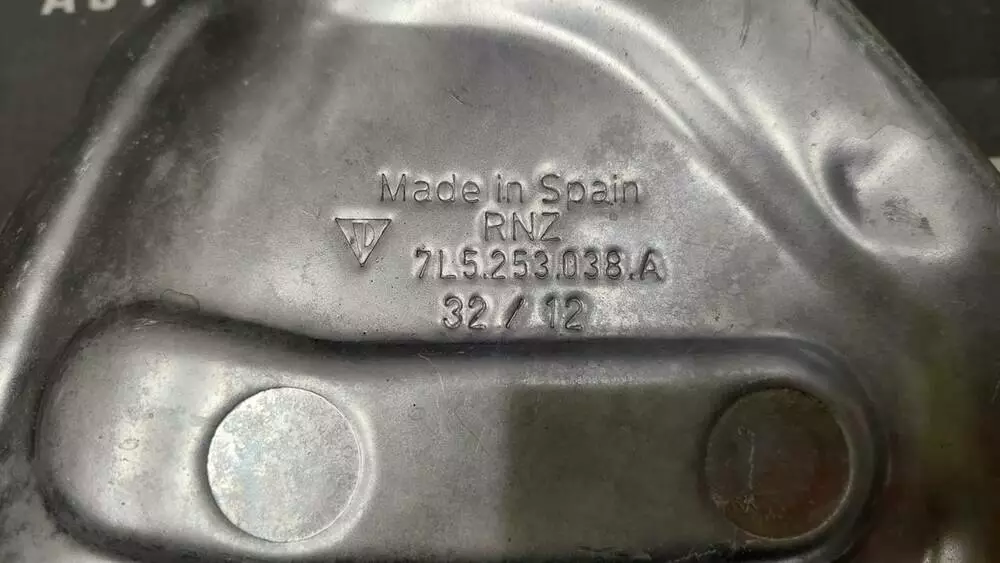 Made in Spain
RNZ
7L5.253.038.A
32 / 12